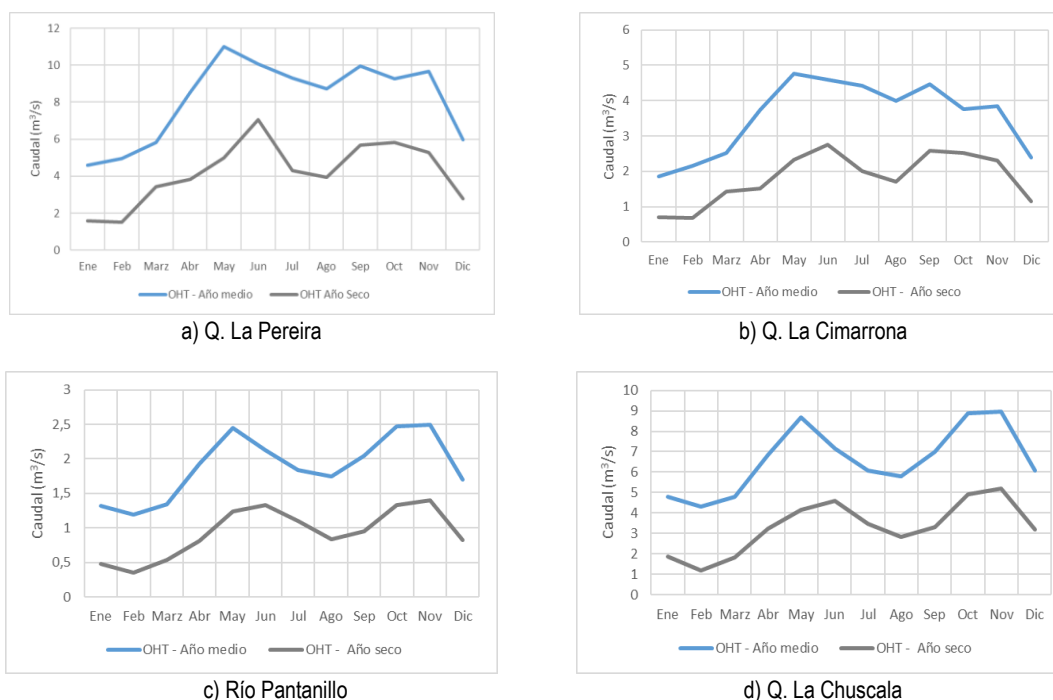 12
10
8
6
4
2
0
Caudal (m³/s)
Ene Feb Marz Abr May Jun Jul Ago Sep Oct Nov Dic
OHT - Año medio OHT Año Seco
a) Q. La Pereira
6
5
4
3
2
1
0
Caudal (m³/s)
Ene Feb Marz Abr May Jun Jul Ago Sep Oct Nov Dic
OHT - Año medio OHT - Año seco
b) Q. La Cimarrona
3
2,5
2
1,5
1
0,5
0
Caudal (m³/s)
Ene Feb Marz Abr May Jun Jul Ago Sep Oct Nov Dic
OHT - Año medio OHT - Año seco
c) Río Pantanillo
10
9
8
7
6
5
4
3
2
1
0
Caudal (m³/s)
Ene Feb Marz Abr May Jun Jul Ago Sep Oct Nov Dic
OHT - Año medio OHT - Año seco
d) Q. La Chuscala